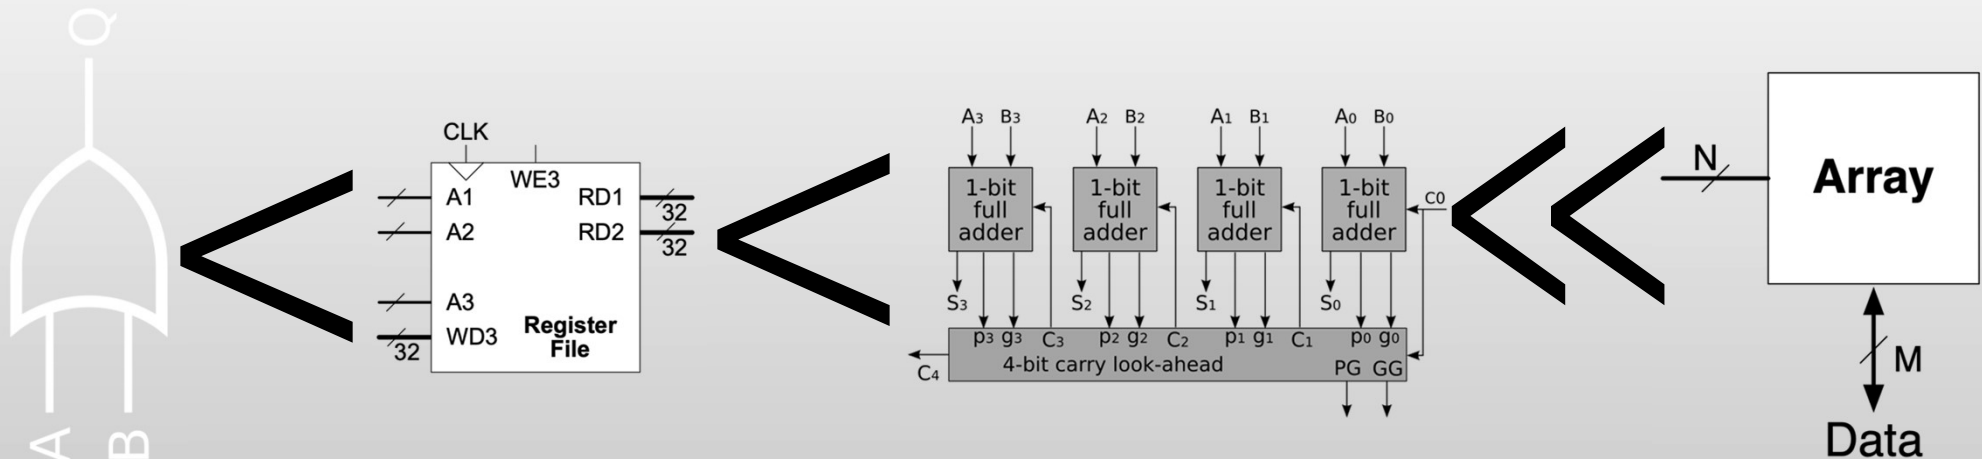 Q
A
B
CLK
WE3
A1
RD1
32
A2
RD2
32
A3
WD3
32
Register
File
A3 B3 A2 B2 A1 B1 A0 B0
1-bit
full
adder
1-bit
full
adder
1-bit
full
adder
1-bit
full
adder
C0
S3 S2 S1 S0
p3 g3 C3 p2 g2 C2 p1 g1 C1 p0 g0
4-bit carry look-ahead
PG GG
C4
N
Array
M
Data